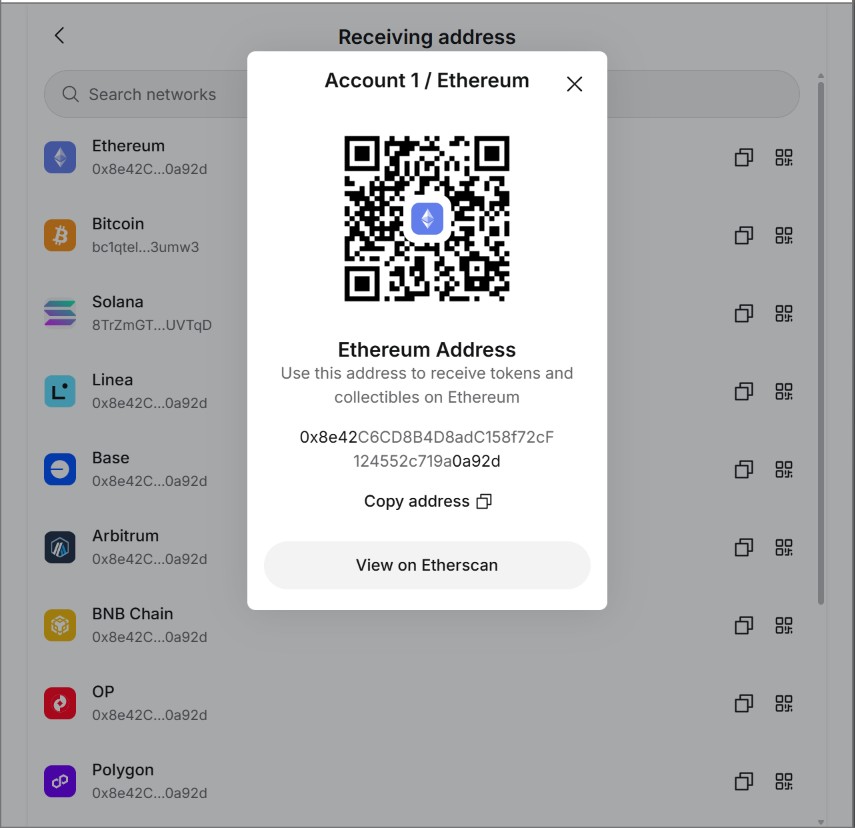 Receiving address
Search networks
Ethereum
0x8e42C...0a92d
Bitcoin
bc1qtel...3umw3
Solana
8TrZmGT...UVTqD
Linea
0x8e42C...0a92d
Base
0x8e42C...0a92d
Arbitrum
0x8e42C...0a92d
BNB Chain
0x8e42C...0a92d
OP
0x8e42C...0a92d
Polygon
0x8e42C...0a92d
Account 1 / Ethereum
Ethereum Address
Use this address to receive tokens and
collectibles on Ethereum
0x8e42C6CD8B4D8adC158f72cF
124552c719a0a92d
Copy address
View on Etherscan